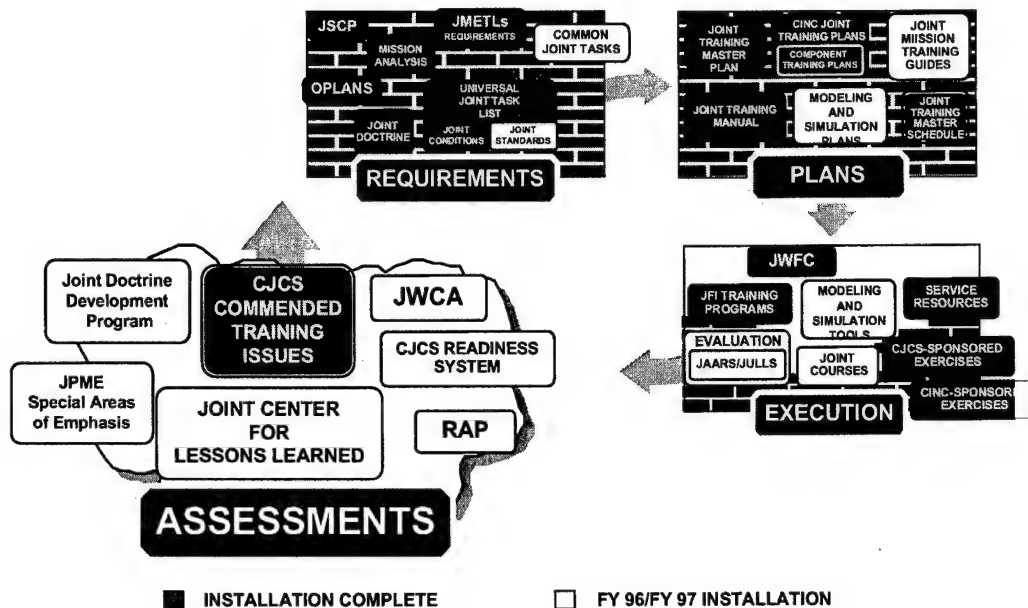 JSCP
JMETLs
REQUIREMENTS
COMMON
JOINT TASKS
MISSION
ANALYSIS
OPLANS
UNIVERSAL
JOINT TASK
LIST
JOINT
DOCTRINE
JOINT
CONDITIONS
JOINT
STANDARDS
REQUIREMENTS
JOINT
TRAINING
MASTER
PLAN
CINC JOINT
TRAINING PLANS
COMPONENT
TRAINING PLANS
JOINT
MIISSION
TRAINING
GUIDES
JOINT TRAINING
MANUAL
MODELING
AND
SIMULATION
PLANS
JOINT
TRAINING
MASTER
SCHEDULE
PLANS
JWFC
JFI TRAINING
PROGRAMS
MODELING
AND
SIMULATION
TOOLS
SERVICE
RESOURCES
EVALUATION
JAARS/JULLS
JOINT
COURSES
CJCS-SPONSORED
EXERCISES
CINC-SPONSOR
EXERCISES
EXECUTION
Joint Doctrine
Development
Program
CJCS
COMMENDED
TRAINING
ISSUES
JWCA
CJCS READINESS
SYSTEM
JPME
Special Areas
of Emphasis
JOINT CENTER
FOR
LESSONS LEARNED
RAP
ASSESSMENTS
INSTALLATION COMPLETE
FY 96/FY 97 INSTALLATION